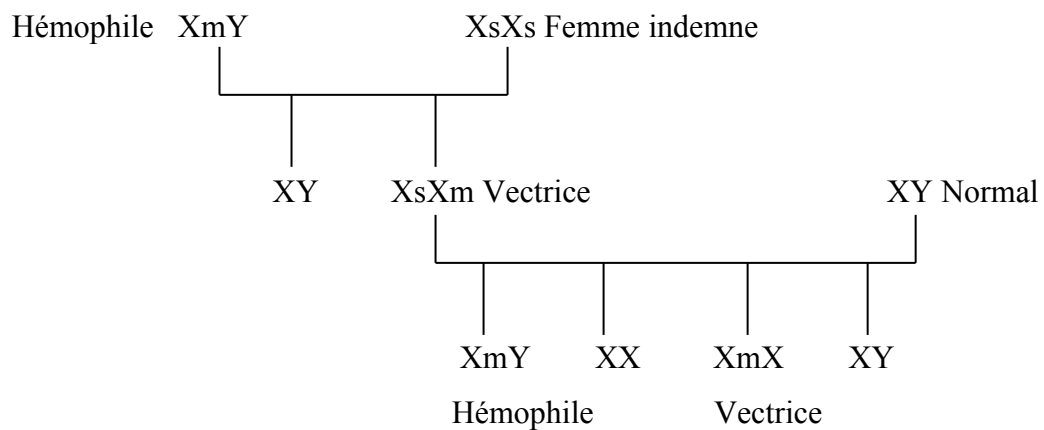 Hémophile XmY XsXs Femme indemne
XY XsXm Vectrice XY Normal
XmY XX XmX XY
Hémophile Vectrice